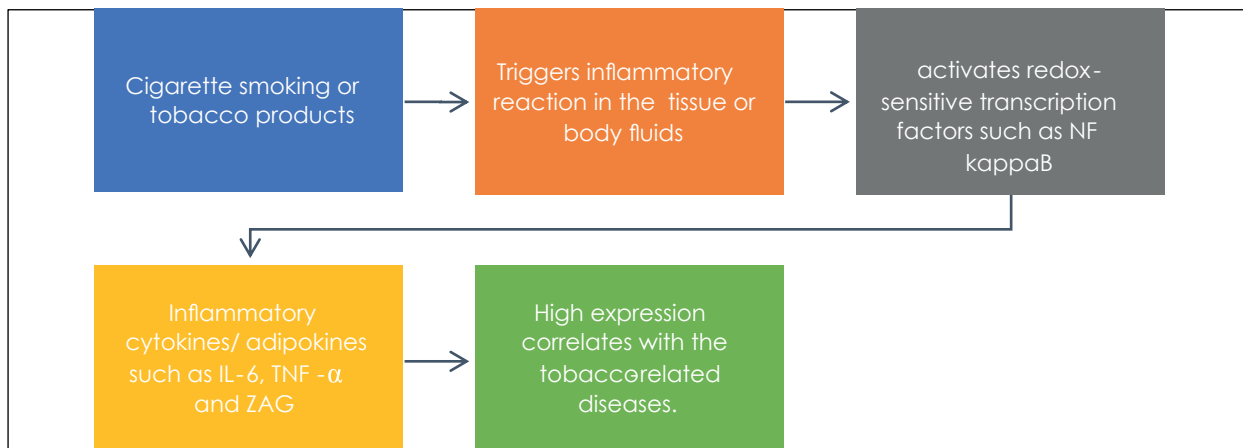 Cigarette smoking or
tobacco products
Triggers inflammatory
reaction in the tissue or
body fluids
activates redox-
sensitive transcription
factors such as NF
kappaB
Inflammatory
cytokines/ adipokines
such as IL-6, TNF -α
and ZAG
High expression
correlates with the
tobacco-related
diseases.